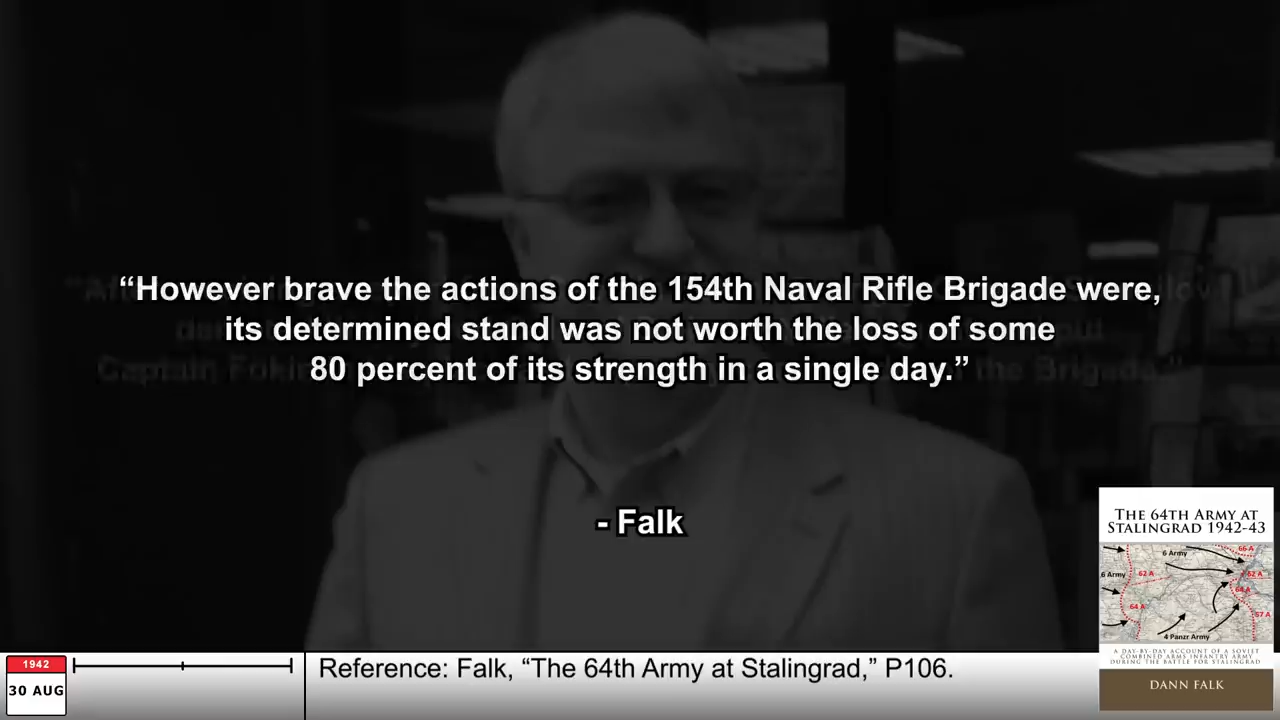 “However brave the actions of the 154th Naval Rifle Brigade were,
its determined stand was not worth the loss of some
80 percent of its strength in a single day.”
- Falk
THE 64TH ARMY AT
STALINGRAD 1942-43
66 A
6 Army
6 Army
62 A
62 A
64 A
64 A
57 A
4 Panzr Army
A DAY-BY-DAY ACCOUNT OF A SOVIET
COMBINED ARMS INFANTRY ARMY
DURING THE BATTLE FOR STALINGRAD
DANN FALK
1942
30 AUG
Reference: Falk, “The 64th Army at Stalingrad,” P106.